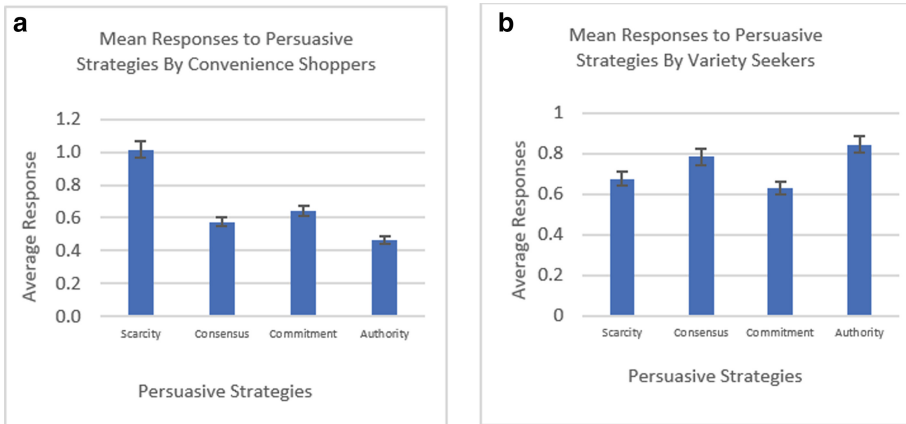 a
Mean Responses to Persuasive
Strategies By Convenience Shoppers
1.2
1.0
0.8
0.6
0.4
0.2
0.0
Average Response
Scarcity Consensus Commitment Authority
Persuasive Strategies
b
Mean Responses to Persuasive
Strategies By Variety Seekers
1
0.8
0.6
0.4
0.2
0
Average Responses
Scarcity Consensus Commitment Authority
Persuasive Strategies